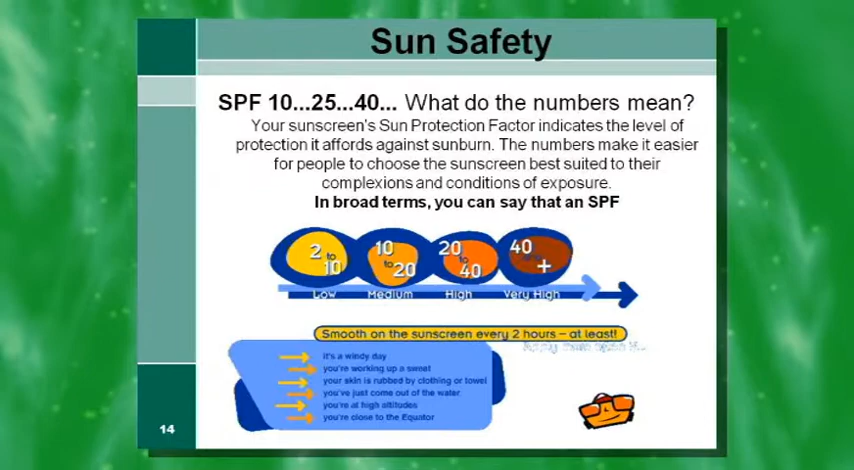 Sun Safety
SPF 10...25...40... What do the numbers mean?
Your sunscreen's Sun Protection Factor indicates the level of
protection it affords against sunburn. The numbers make it easier
for people to choose the sunscreen best suited to their
complexions and conditions of exposure.
In broad terms, you can say that an SPF
2 to 10
10 to 20
20 to 40
40 +
Low Medium High Very High
Smooth on the sunscreen every 2 hours – at least!
it's a windy day
you're working up a sweat
your skin is rubbed by clothing or towel
you've just come out of the water
you're at high altitudes
you're close to the Equator
14